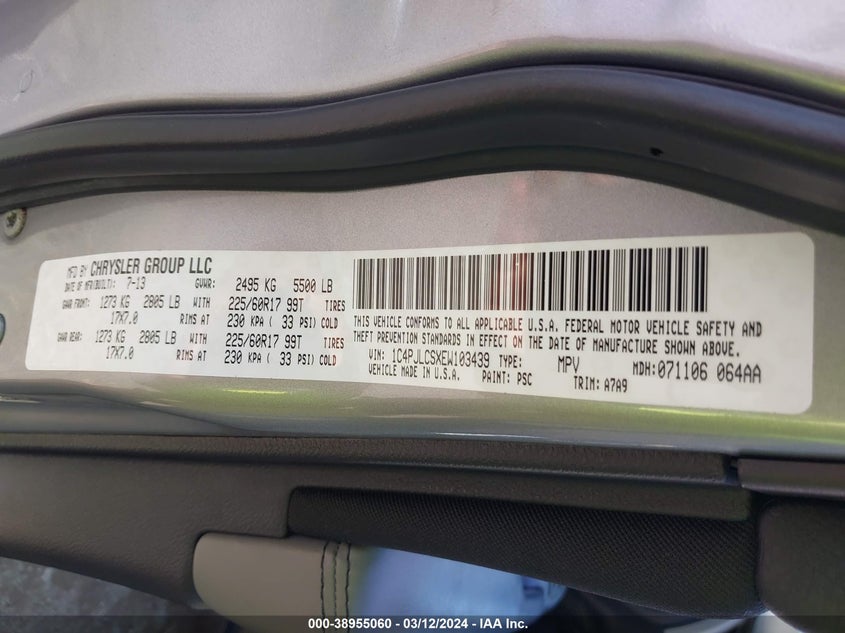 MFD BY CHRYSLER GROUP LLC
DATE OF MFR(BUILT): 7-13 GVWR: 2495 KG 5500 LB
GAWR FRONT: 1273 KG 2805 LB WITH 225/60R17 99T TIRES
17X7.0 RIMS AT 230 KPA ( 33 PSI) COLD
GAWR REAR: 1273 KG 2805 LB WITH 225/60R17 99T TIRES
17X7.0 RIMS AT 230 KPA ( 33 PSI) COLD
THIS VEHICLE CONFORMS TO ALL APPLICABLE U.S.A. FEDERAL MOTOR VEHICLE SAFETY AND
THEFT PREVENTION STANDARDS IN EFFECT ON THE DATE OF MANUFACTURE SHOWN ABOVE.
VIN: 1C4PJLCSXEW103439 TYPE: MPV MDH: 071106 064AA
VEHICLE MADE IN U.S.A. PAINT: PSC TRIM: A7A9
000-38955060 - 03/12/2024 - IAA Inc.